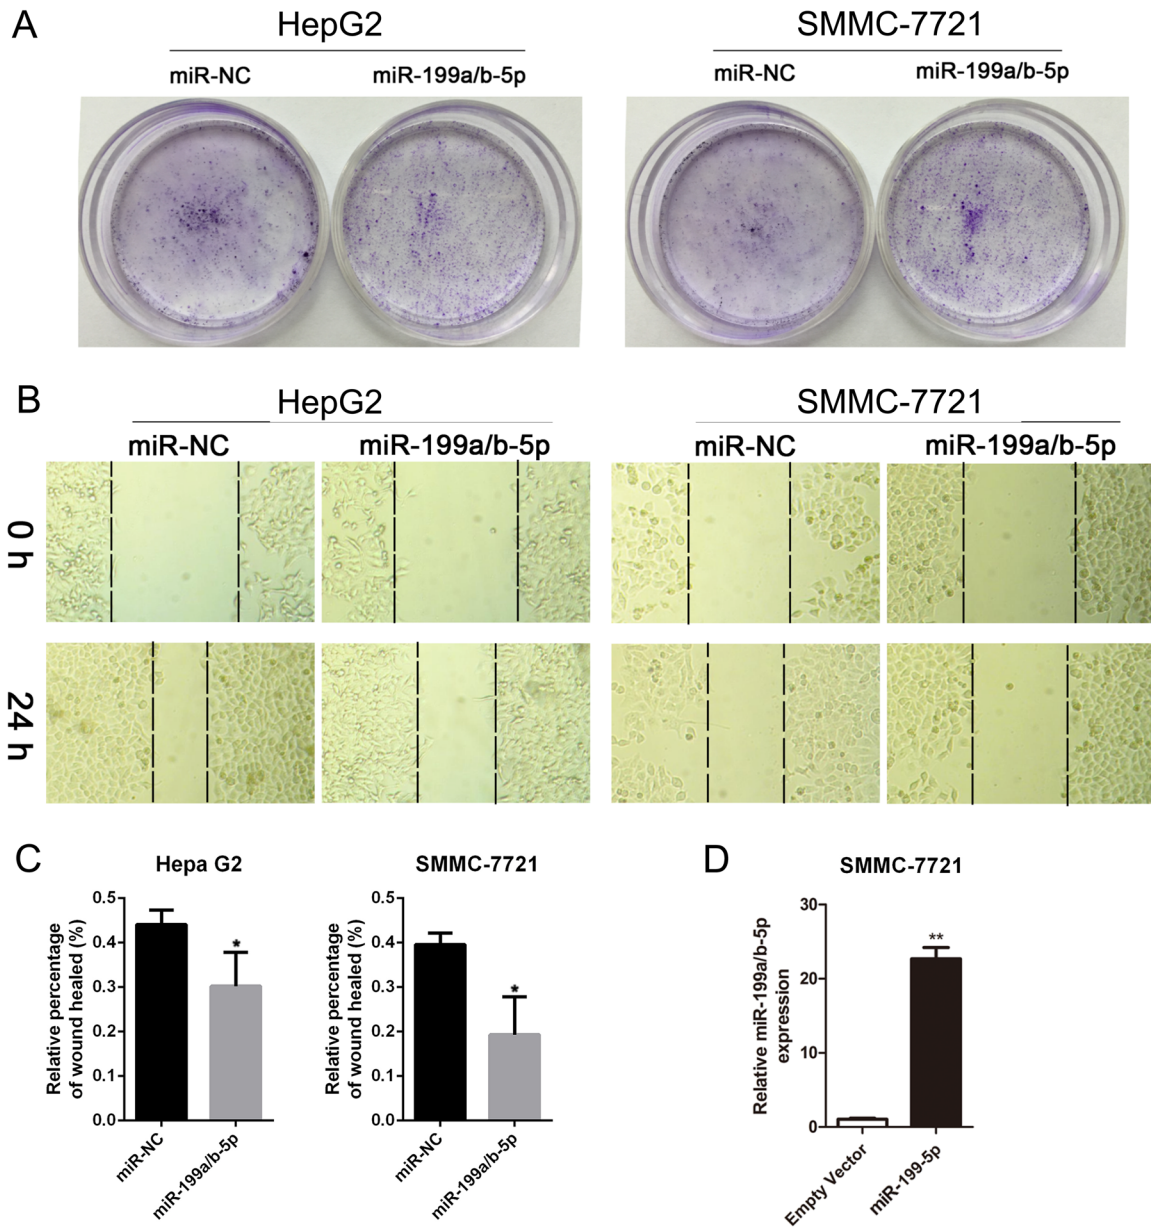 A
HepG2
SMMC-7721
miR-NC
miR-199a/b-5p
miR-NC
miR-199a/b-5p
B
HepG2
SMMC-7721
miR-NC
miR-199a/b-5p
miR-NC
miR-199a/b-5p
0 h
24 h
C
Hepa G2
Relative percentage
of wound healed (%)
0.5
0.4
0.3
0.2
0.1
0.0
*
miR-NC
miR-199a/b-5p
SMMC-7721
Relative percentage
of wound healed (%)
0.5
0.4
0.3
0.2
0.1
0.0
*
miR-NC
miR-199a/b-5p
D
SMMC-7721
Relative miR-199a/b-5p
expression
30
20
10
0
**
Empty Vector
miR-199-5p